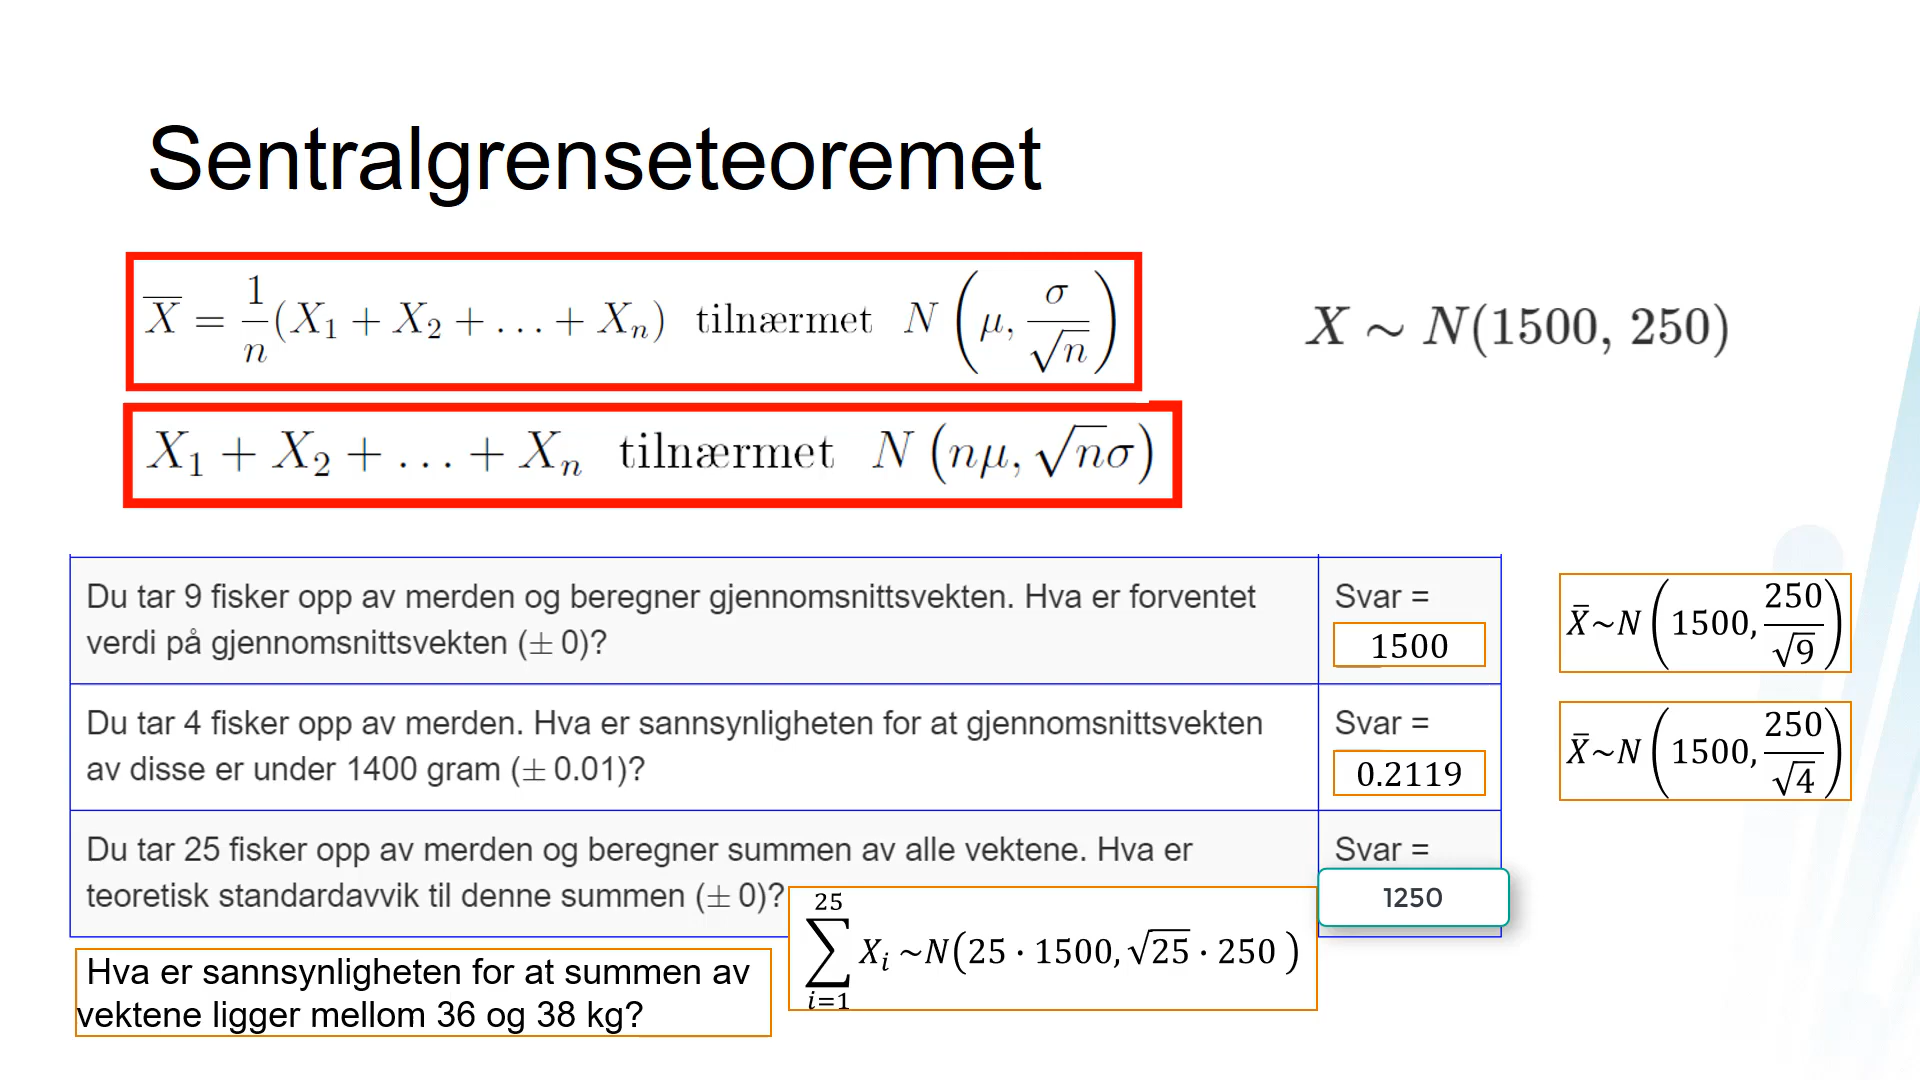 Sentralgrenseteoremet
X̄ = 1/n (X₁ + X₂ + . . . + Xₙ) tilnærmet N (μ, σ/√n)
X ∼ N(1500, 250)
X₁ + X₂ + . . . + Xₙ tilnærmet N (nμ, √nσ)
Du tar 9 fisker opp av merden og beregner gjennomsnittsvekten. Hva er forventet
verdi på gjennomsnittsvekten (± 0)?
Svar =
1500
X̄~N (1500, 250/√9)
Du tar 4 fisker opp av merden. Hva er sannsynligheten for at gjennomsnittsvekten
av disse er under 1400 gram (± 0.01)?
Svar =
0.2119
X̄~N (1500, 250/√4)
Du tar 25 fisker opp av merden og beregner summen av alle vektene. Hva er
teoretisk standardavvik til denne summen (± 0)?
Svar =
1250
∑ᵢ₌₁²⁵ Xᵢ ~N(25 · 1500, √25 · 250 )
Hva er sannsynligheten for at summen av
vektene ligger mellom 36 og 38 kg?